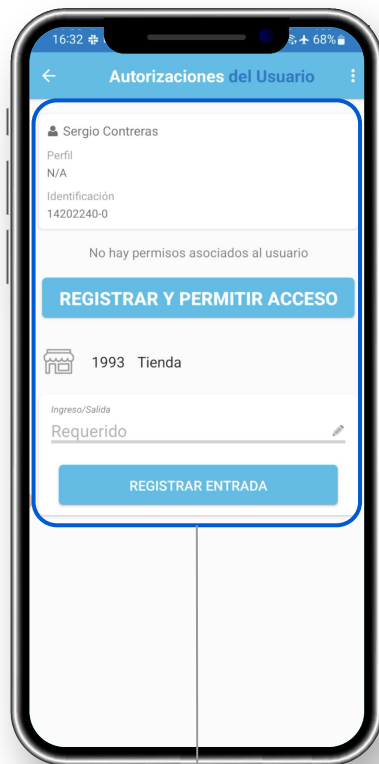 16:32
68%
Autorizaciones del Usuario
Sergio Contreras
Perfil
N/A
Identificación
14202240-0
No hay permisos asociados al usuario
REGISTRAR Y PERMITIR ACCESO
1993 Tienda
Ingreso/Salida
Requerido
REGISTRAR ENTRADA